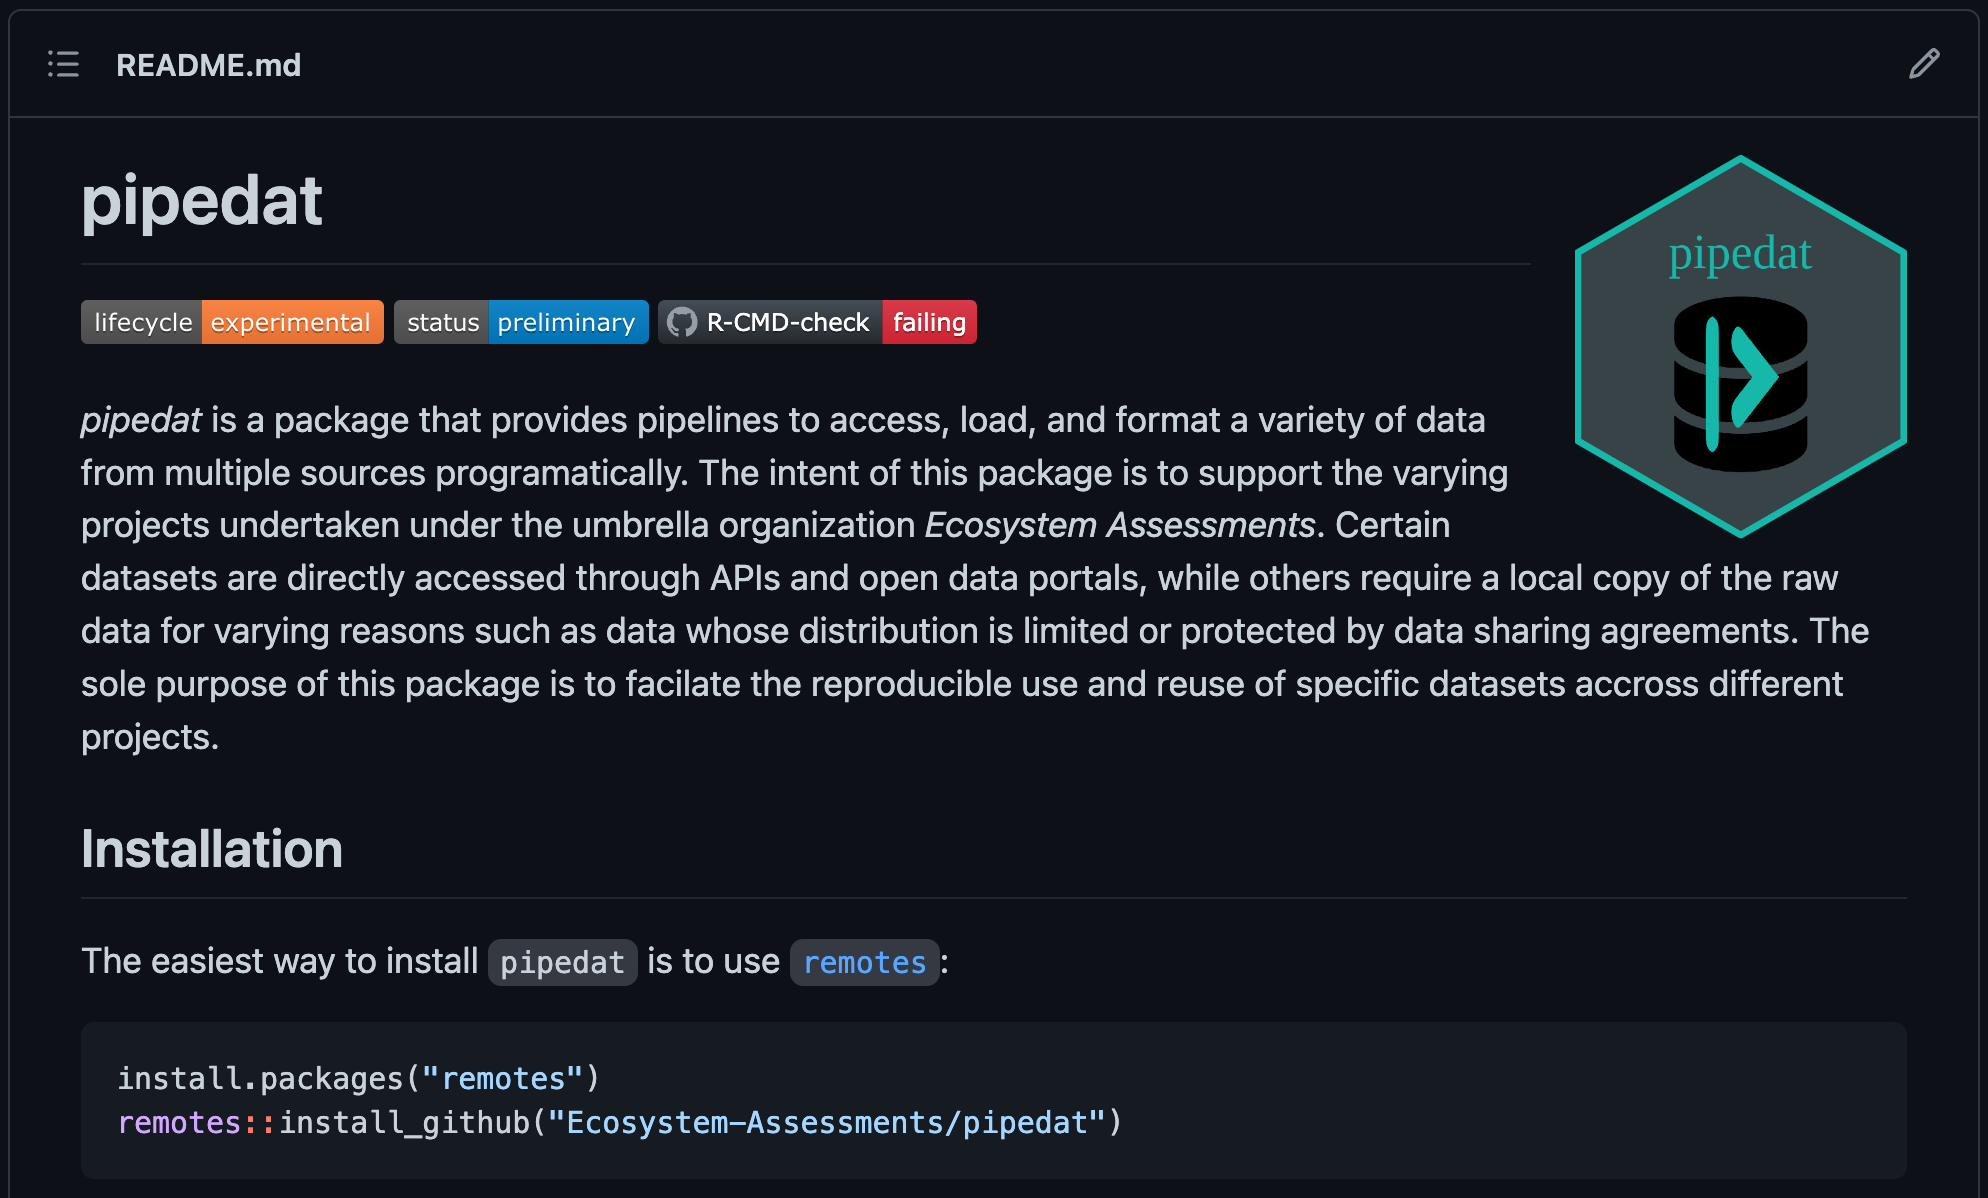 README.md
pipedat
pipedat
lifecycle experimental status preliminary R-CMD-check failing
pipedat is a package that provides pipelines to access, load, and format a variety of data
from multiple sources programatically. The intent of this package is to support the varying
projects undertaken under the umbrella organization Ecosystem Assessments. Certain
datasets are directly accessed through APIs and open data portals, while others require a local copy of the raw
data for varying reasons such as data whose distribution is limited or protected by data sharing agreements. The
sole purpose of this package is to facilate the reproducible use and reuse of specific datasets accross different
projects.
Installation
The easiest way to install pipedat is to use remotes:
install.packages("remotes")
remotes::install_github("Ecosystem-Assessments/pipedat")